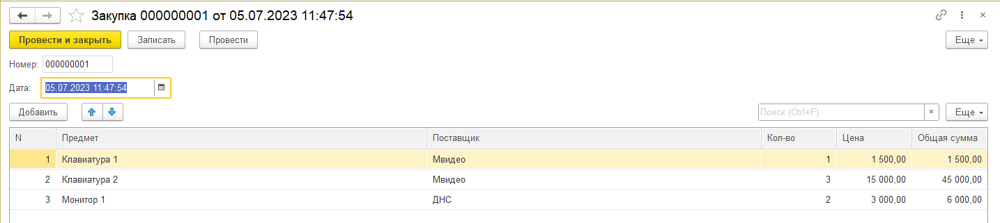 Закупка 000000001 от 05.07.2023 11:47:54
Провести и закрыть Записать Провести Еще
Номер: 000000001
Дата: 05.07.2023 11:47:54
Добавить Поиск (Ctrl+F) × Еще
N Предмет Поставщик Кол-во Цена Общая сумма
1 Клавиатура 1 Мвидео 1 1 500,00 1 500,00
2 Клавиатура 2 Мвидео 3 15 000,00 45 000,00
3 Монитор 1 ДНС 2 3 000,00 6 000,00